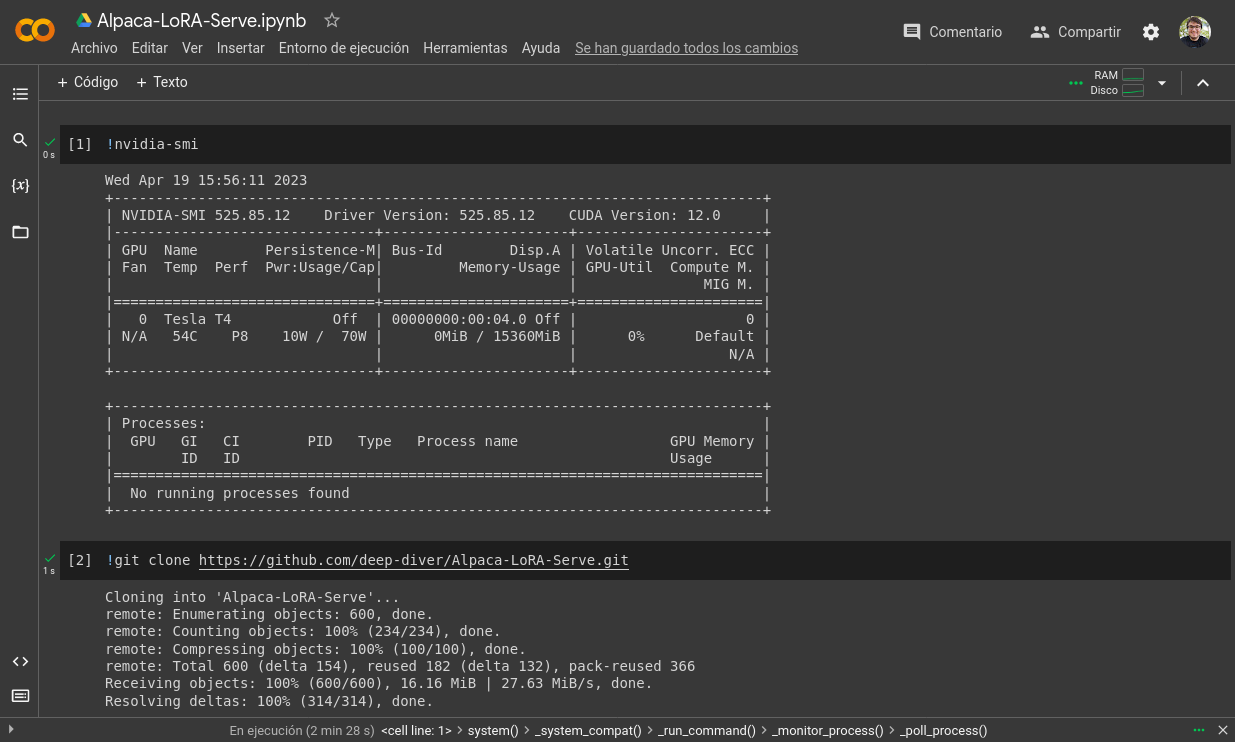 Alpaca-LoRA-Serve.ipynb
Archivo Editar Ver Insertar Entorno de ejecución Herramientas Ayuda Se han guardado todos los cambios
Comentario Compartir
+ Código + Texto
RAM
Disco
[1] !nvidia-smi
0 s
{x}
Wed Apr 19 15:56:11 2023
+-----------------------------------------------------------------------------+
| NVIDIA-SMI 525.85.12    Driver Version: 525.85.12    CUDA Version: 12.0     |
|-------------------------------+----------------------+----------------------+
| GPU  Name        Persistence-M| Bus-Id        Disp.A | Volatile Uncorr. ECC |
| Fan  Temp  Perf  Pwr:Usage/Cap|         Memory-Usage | GPU-Util  Compute M. |
|                               |                      |               MIG M. |
|===============================+======================+======================|
|   0  Tesla T4            Off  | 00000000:00:04.0 Off |                    0 |
| N/A   54C    P8    10W /  70W |      0MiB / 15360MiB |      0%      Default |
|                               |                      |                  N/A |
+-------------------------------+----------------------+----------------------+
+-----------------------------------------------------------------------------+
| Processes:                                                                  |
|  GPU   GI   CI        PID   Type   Process name                  GPU Memory |
|        ID   ID                                                   Usage      |
|=============================================================================|
|  No running processes found                                                 |
+-----------------------------------------------------------------------------+
[2] !git clone https://github.com/deep-diver/Alpaca-LoRA-Serve.git
1 s
Cloning into 'Alpaca-LoRA-Serve'...
remote: Enumerating objects: 600, done.
remote: Counting objects: 100% (234/234), done.
remote: Compressing objects: 100% (100/100), done.
remote: Total 600 (delta 154), reused 182 (delta 132), pack-reused 366
Receiving objects: 100% (600/600), 16.16 MiB | 27.63 MiB/s, done.
Resolving deltas: 100% (314/314), done.
En ejecución (2 min 28 s) <cell line: 1> > system() > _system_compat() > _run_command() > _monitor_process() > _poll_process()